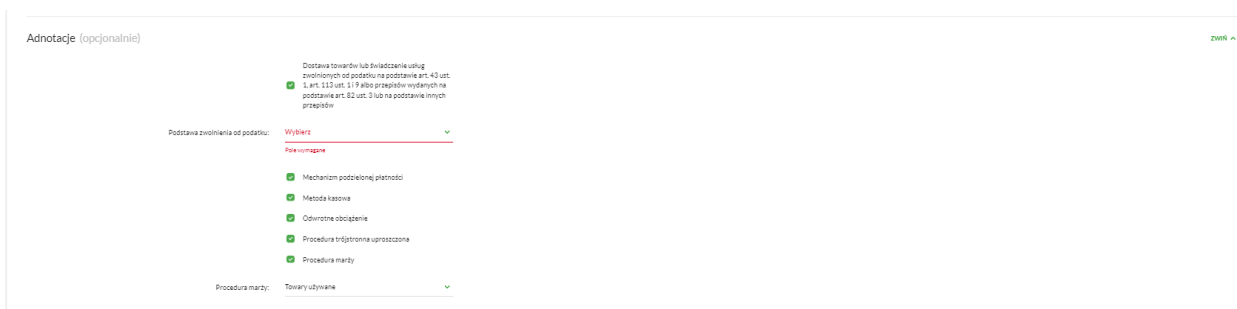 Adnotacje (opcjonalnie)
ZWIŃ
Dostawa towarów lub świadczenie usług
zwolnionych od podatku na podstawie art. 43 ust.
1, art. 113 ust. 1 i 9 albo przepisów wydanych na
podstawie art. 82 ust. 3 lub na podstawie innych
przepisów
Podstawa zwolnienia od podatku: Wybierz
Pole wymagane
Mechanizm podzielonej płatności
Metoda kasowa
Odwrotne obciążenie
Procedura trójstronna uproszczona
Procedura marży
Procedura marży: Towary używane